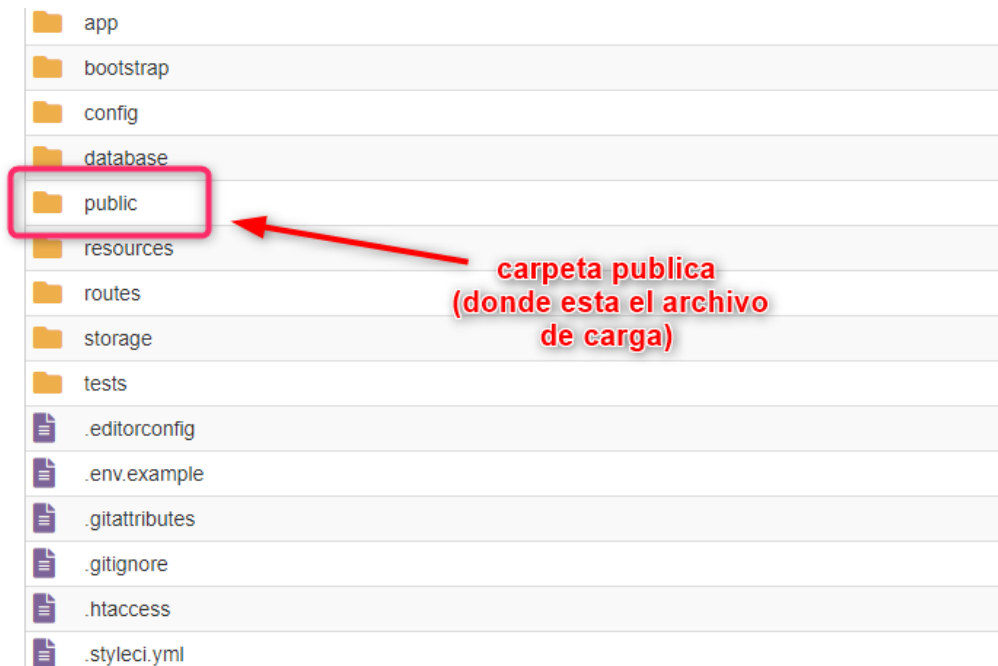 app
bootstrap
config
database
public
resources
carpeta publica
(donde esta el archivo
de carga)
routes
storage
tests
.editorconfig
.env.example
.gitattributes
.gitignore
.htaccess
.styleci.yml